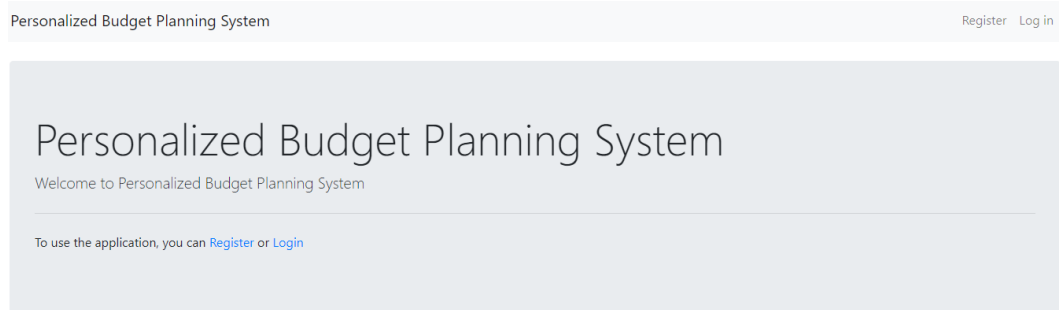 Personalized Budget Planning System Register Log in
Personalized Budget Planning System
Welcome to Personalized Budget Planning System
To use the application, you can Register or Login